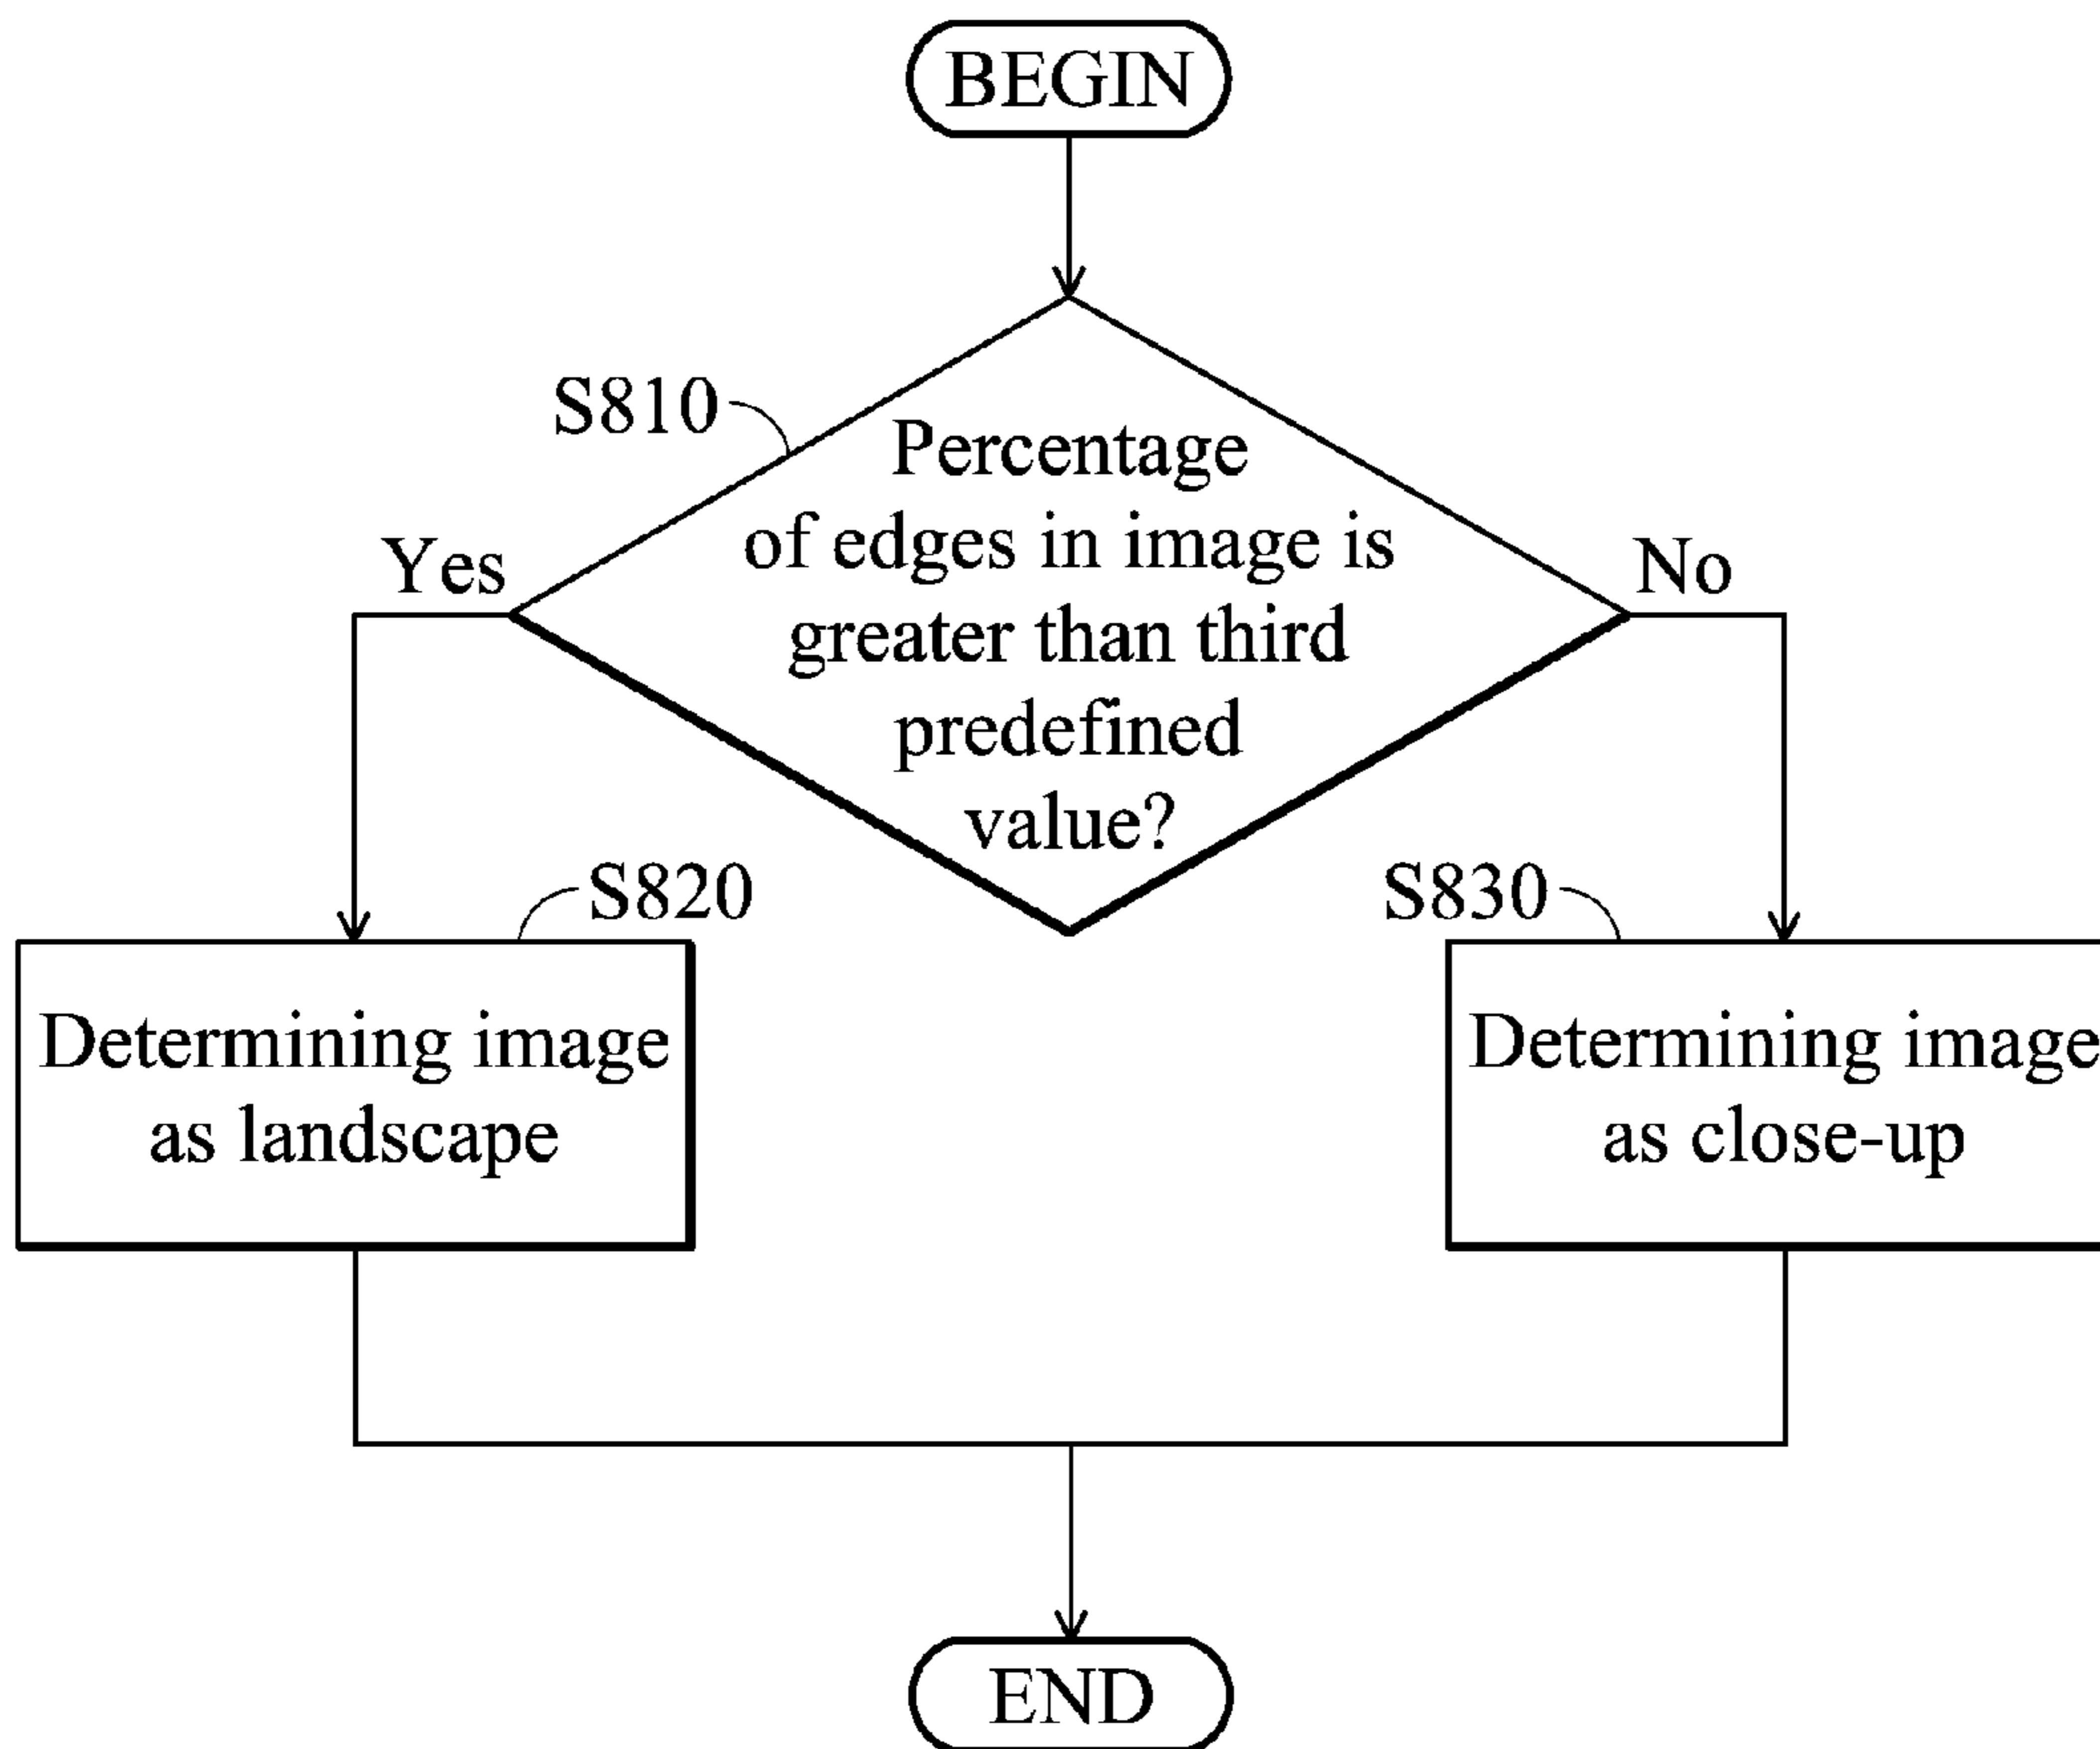 BEGIN
S810
Percentage
of edges in image is
greater than third
predefined
value?
Yes
No
S820
S830
Determining image
as landscape
Determining image
as close-up
END